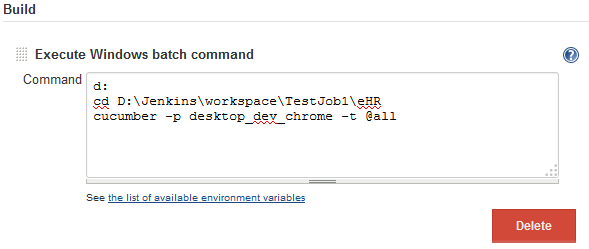 Build
Execute Windows batch command
?
Command
d:
cd D:\Jenkins\workspace\TestJob1\eHR
cucumber -p desktop_dev_chrome -t @all
See the list of available environment variables
Delete